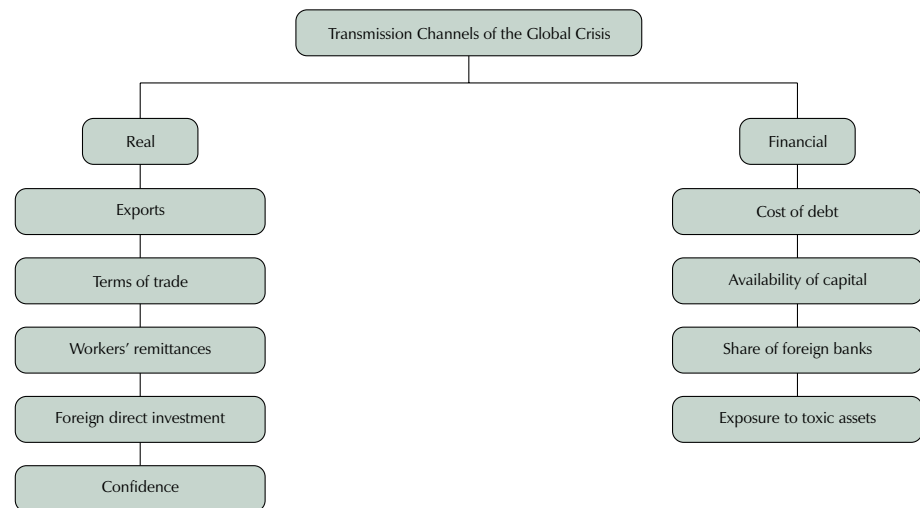 Transmission Channels of the Global Crisis
Real
Exports
Terms of trade
Workers’ remittances
Foreign direct investment
Confidence
Financial
Cost of debt
Availability of capital
Share of foreign banks
Exposure to toxic assets